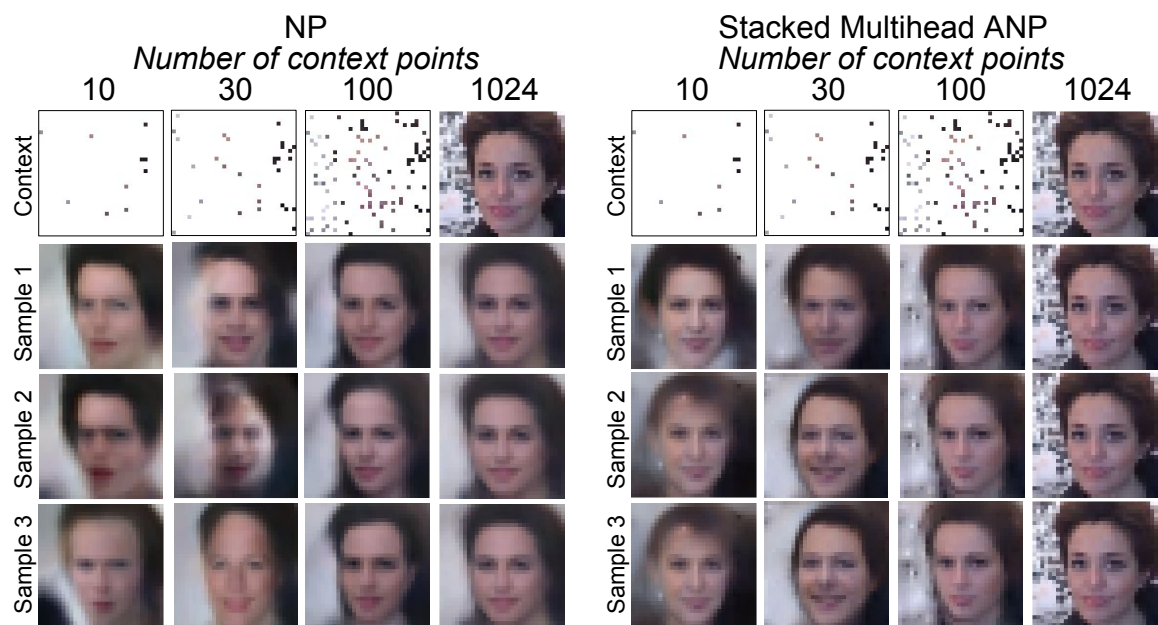 NP
Number of context points
10 30 100 1024
Stacked Multihead ANP
Number of context points
10 30 100 1024
Context
Sample 1
Sample 2
Sample 3
Context
Sample 1
Sample 2
Sample 3